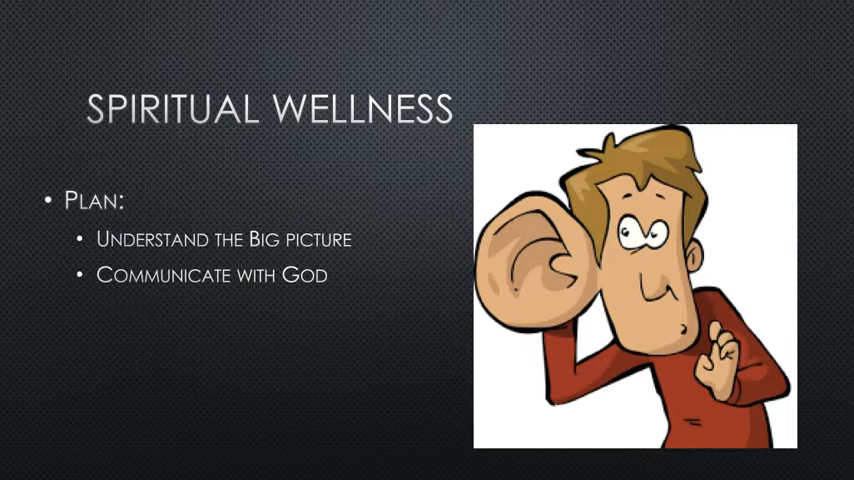 SPIRITUAL WELLNESS
• PLAN:
• UNDERSTAND THE BIG PICTURE
• COMMUNICATE WITH GOD